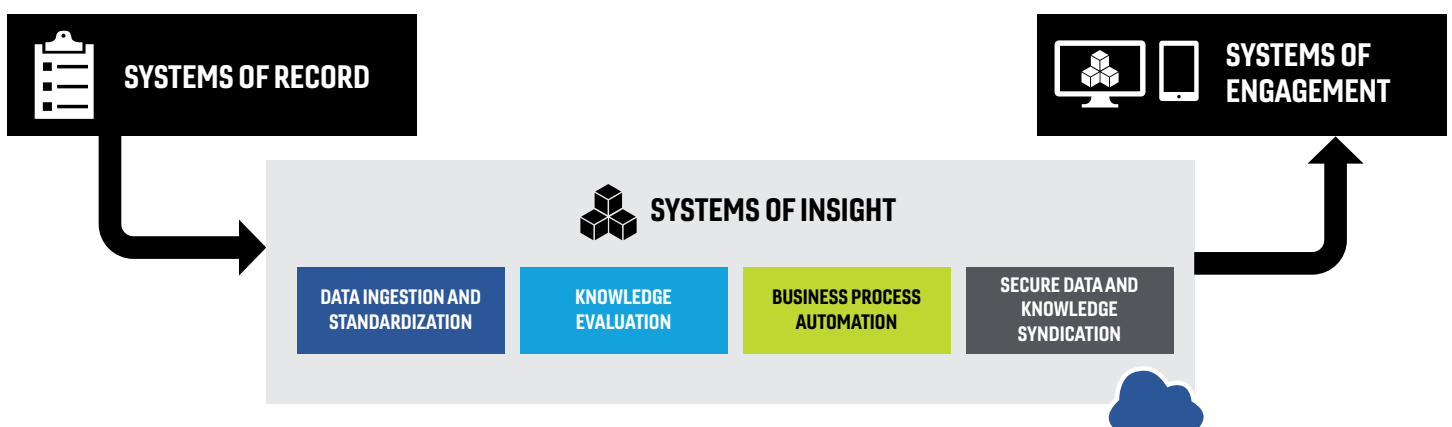 SYSTEMS OF RECORD
SYSTEMS OF
ENGAGEMENT
SYSTEMS OF INSIGHT
DATA INGESTION AND
STANDARDIZATION
KNOWLEDGE
EVALUATION
BUSINESS PROCESS
AUTOMATION
SECURE DATA AND
KNOWLEDGE
SYNDICATION